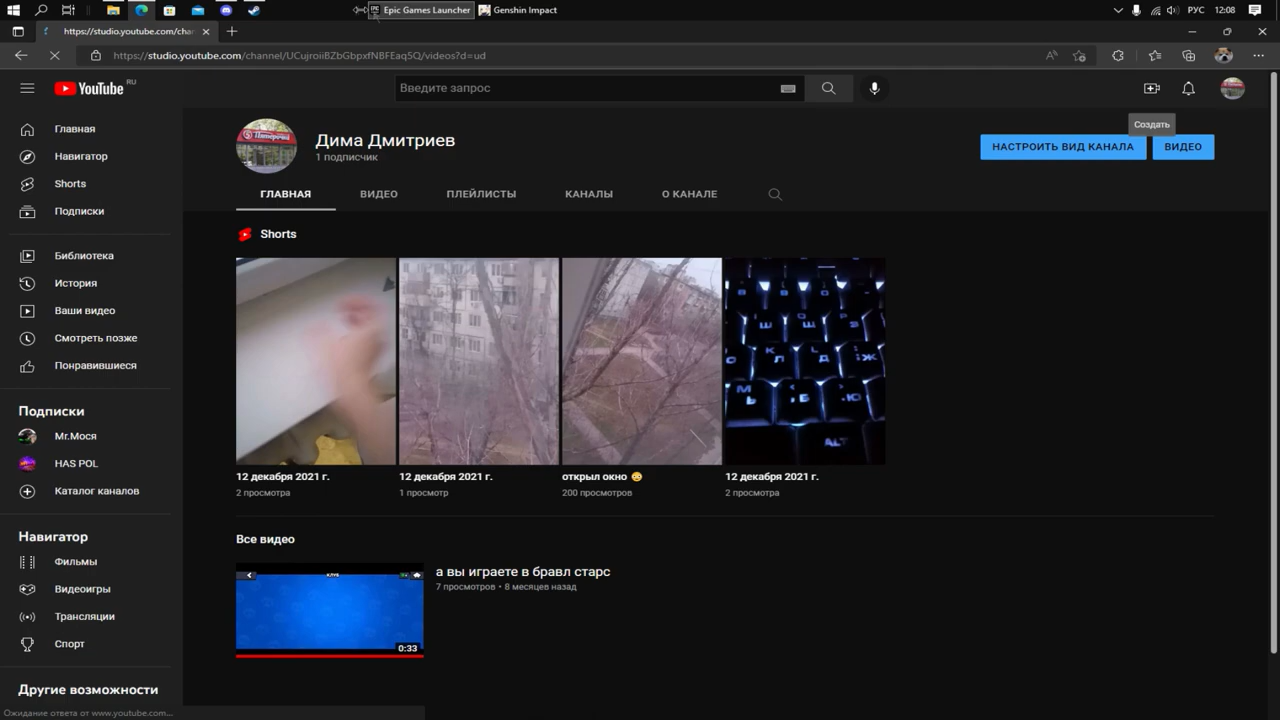 Epic Games Launcher
Genshin Impact
РУС
12:08
https://studio.youtube.com/chan
https://studio.youtube.com/channel/UCujroiiBZbGbpxfNBFEaq5Q/videos?d=ud
YouTube RU
Введите запрос
Создать
Дима Дмитриев
1 подписчик
НАСТРОИТЬ ВИД КАНАЛА
ВИДЕО
ГЛАВНАЯ
ВИДЕО
ПЛЕЙЛИСТЫ
КАНАЛЫ
О КАНАЛЕ
Главная
Навигатор
Shorts
Подписки
Библиотека
История
Ваши видео
Смотреть позже
Понравившиеся
Подписки
Mr.Мося
HAS POL
Каталог каналов
Навигатор
Фильмы
Видеоигры
Трансляции
Спорт
Другие возможности
Shorts
12 декабря 2021 г.
2 просмотра
12 декабря 2021 г.
1 просмотр
открыл окно 😳
200 просмотров
12 декабря 2021 г.
2 просмотра
Все видео
КЛУБ
0:33
а вы играете в бравл старс
7 просмотров • 8 месяцев назад
Ожидание ответа от www.youtube.com...